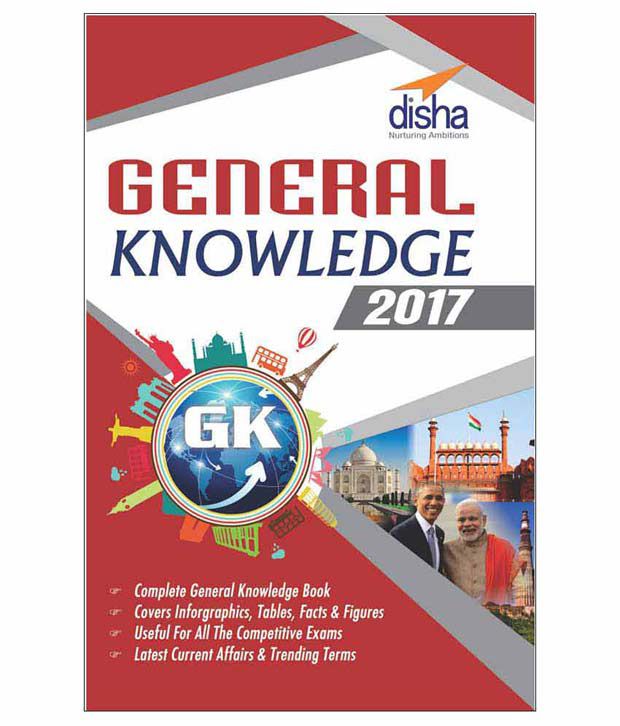 disha
Nurturing Ambitions
GENERAL
KNOWLEDGE
2017
GK
Complete General Knowledge Book
Covers Inforgraphics, Tables, Facts & Figures
Useful For All The Competitive Exams
Latest Current Affairs & Trending Terms